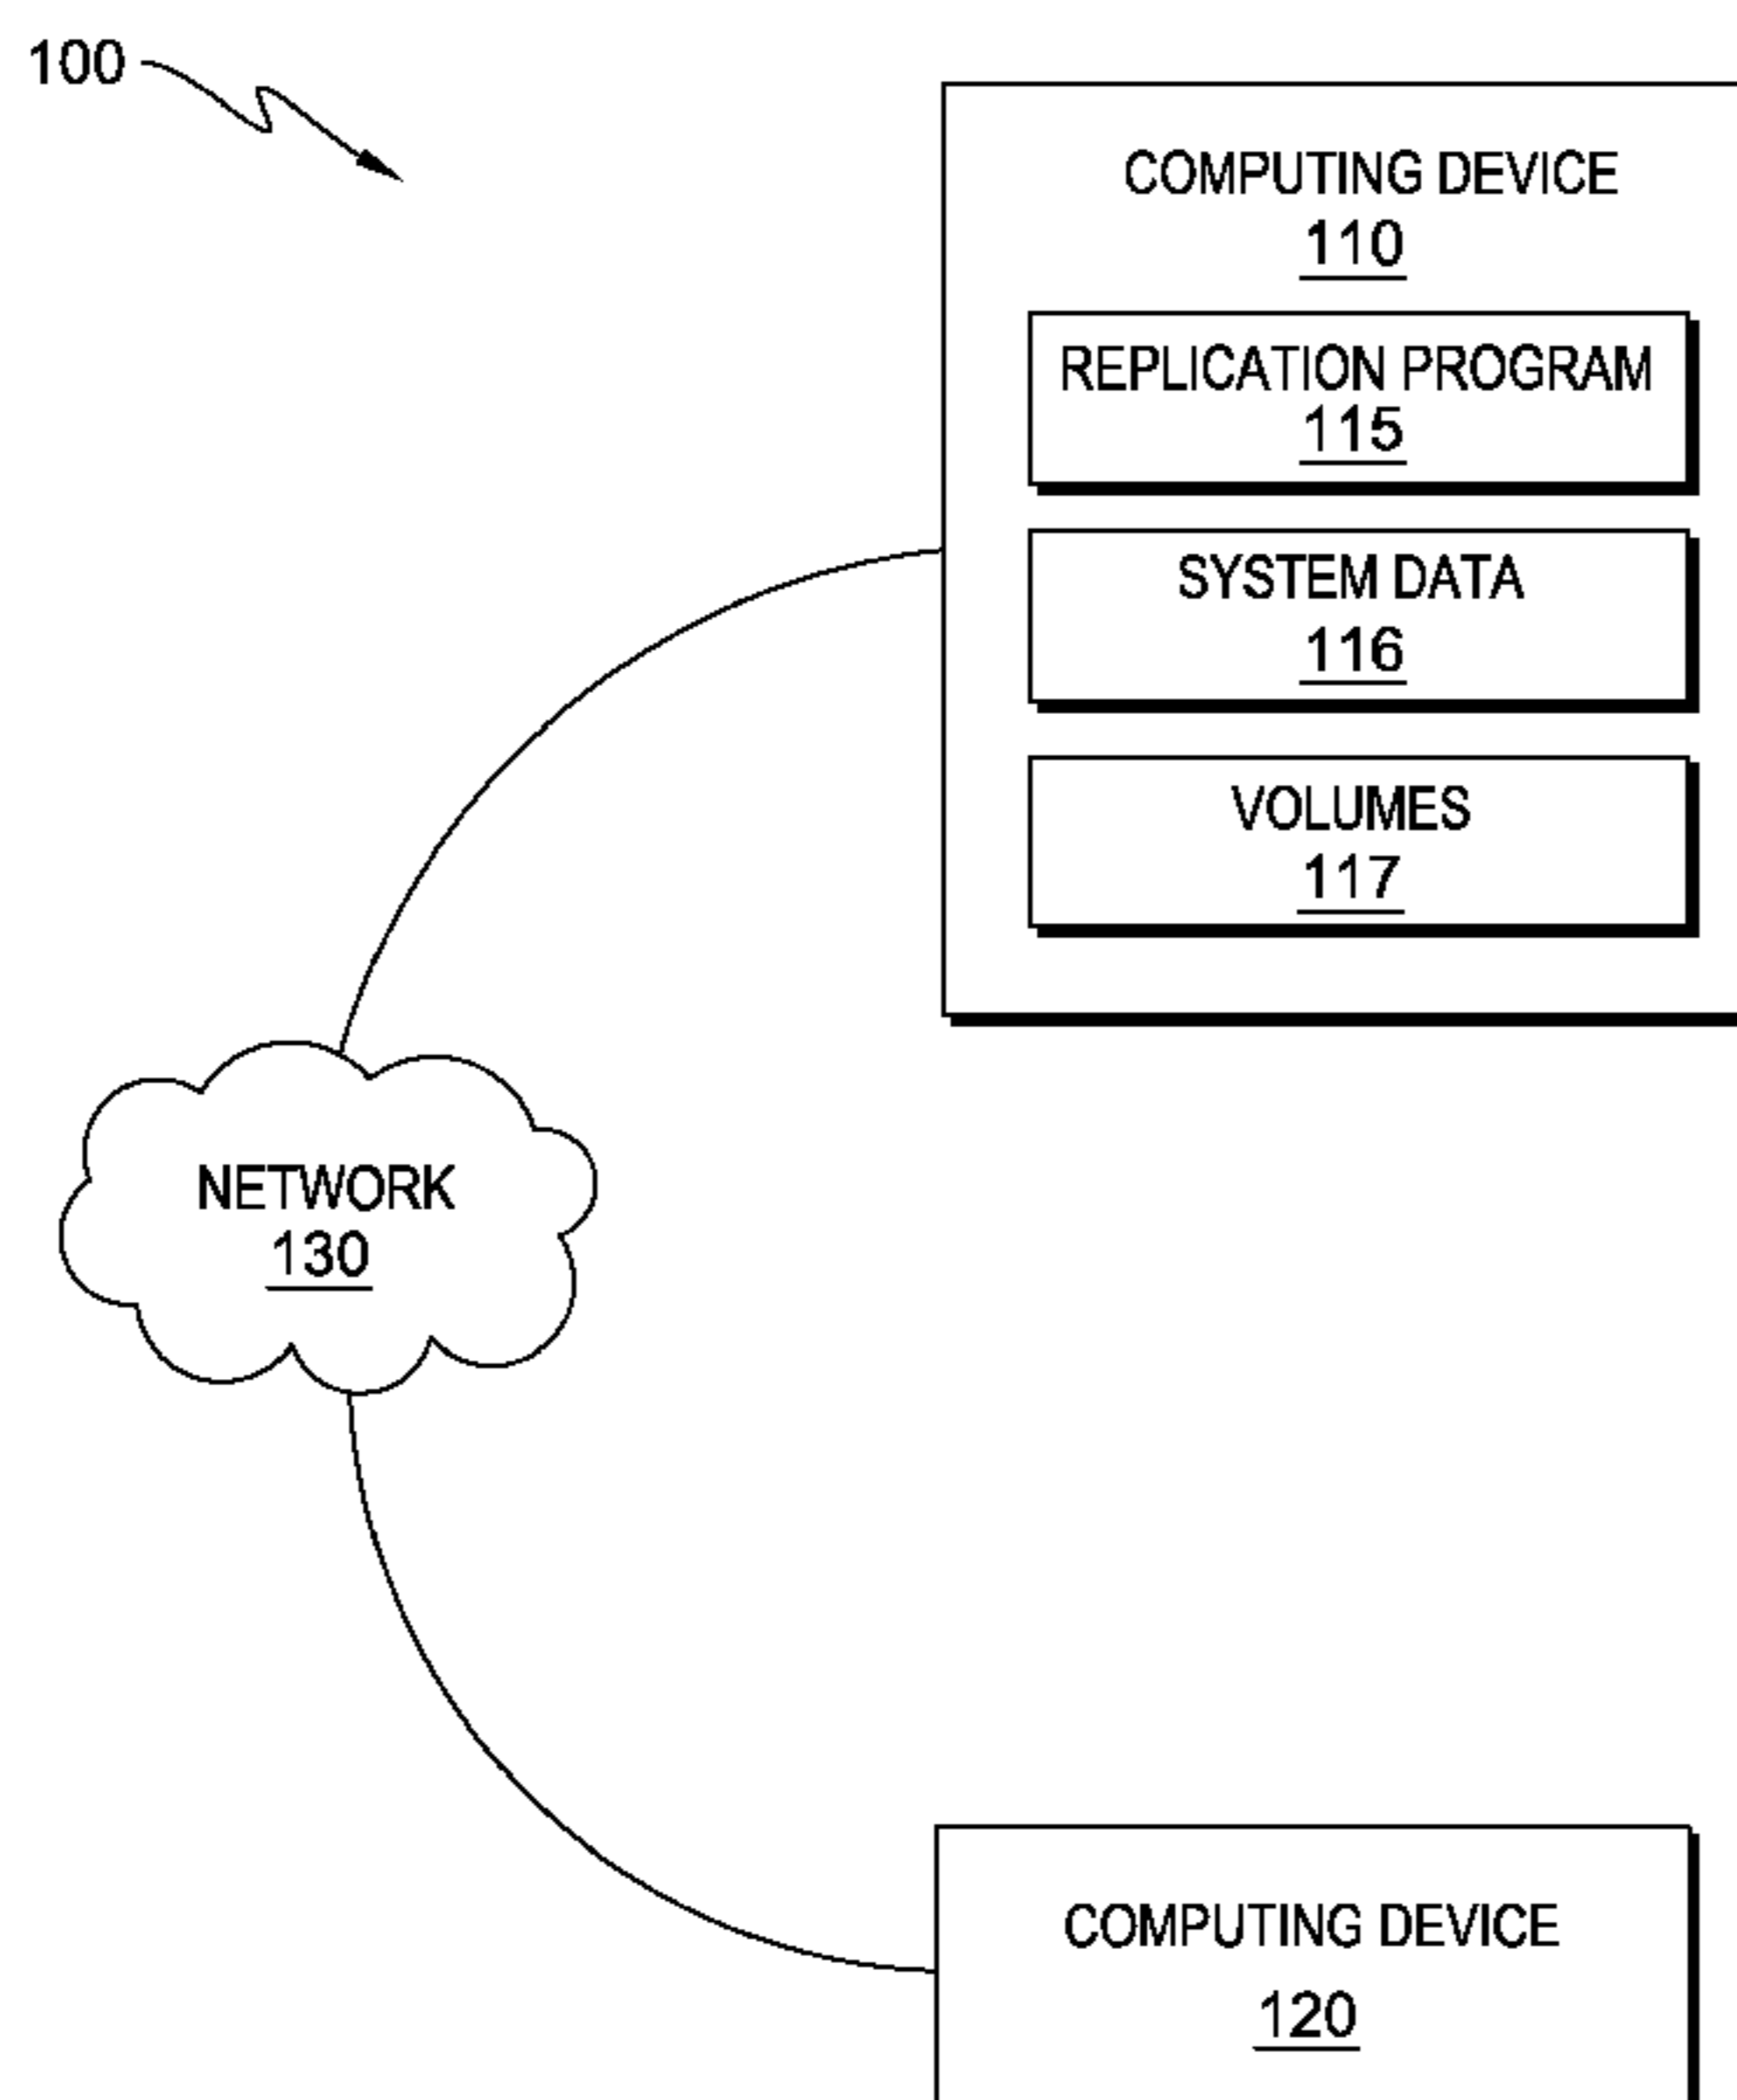 100
COMPUTING DEVICE
110
REPLICATION PROGRAM
115
SYSTEM DATA
116
VOLUMES
117
NETWORK
130
COMPUTING DEVICE
120